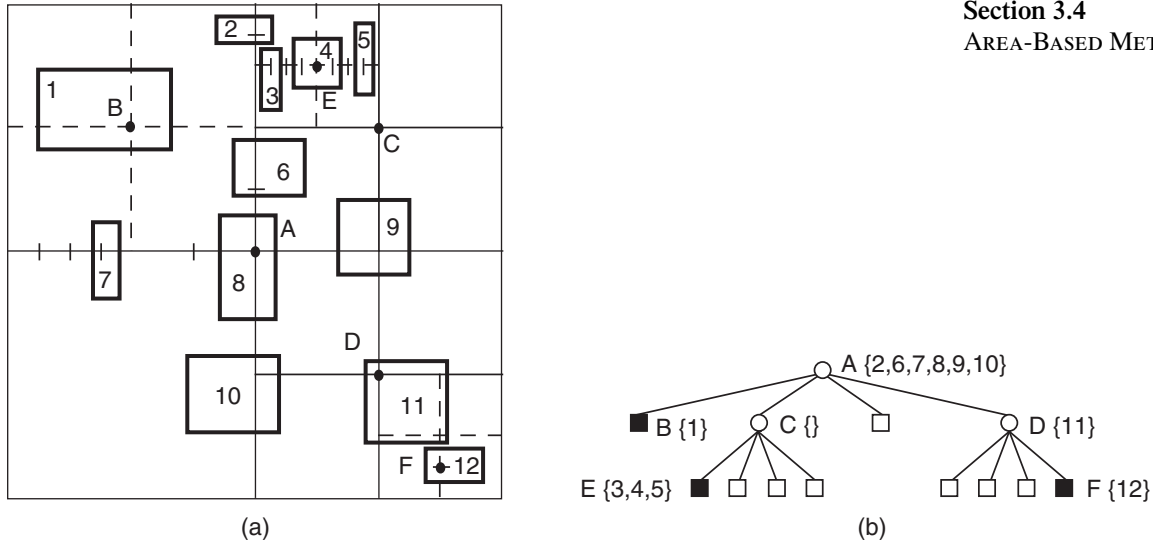 Section 3.4
AREA-BASED MET
2
4
5
3
1
B
E
C
6
A
9
7
8
D
10
11
F
12
(a)
A {2,6,7,8,9,10}
B {1}
C {}
D {11}
E {3,4,5}
F {12}
(b)